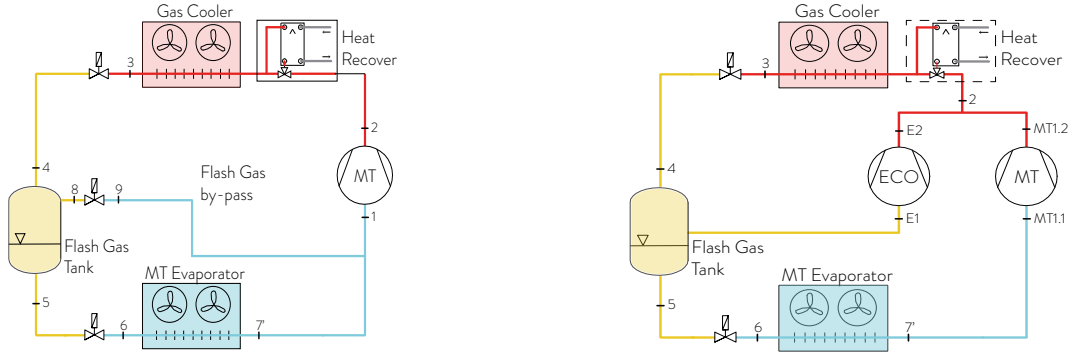 Gas Cooler
Heat
Recover
3
2
4
MT
Flash Gas
by-pass
8
9
1
Flash Gas
Tank
MT Evaporator
5
6
7'
Gas Cooler
Heat
Recover
3
2
E2
MT1.2
4
ECO
MT
E1
MT1.1
Flash Gas
Tank
MT Evaporator
5
6
7'